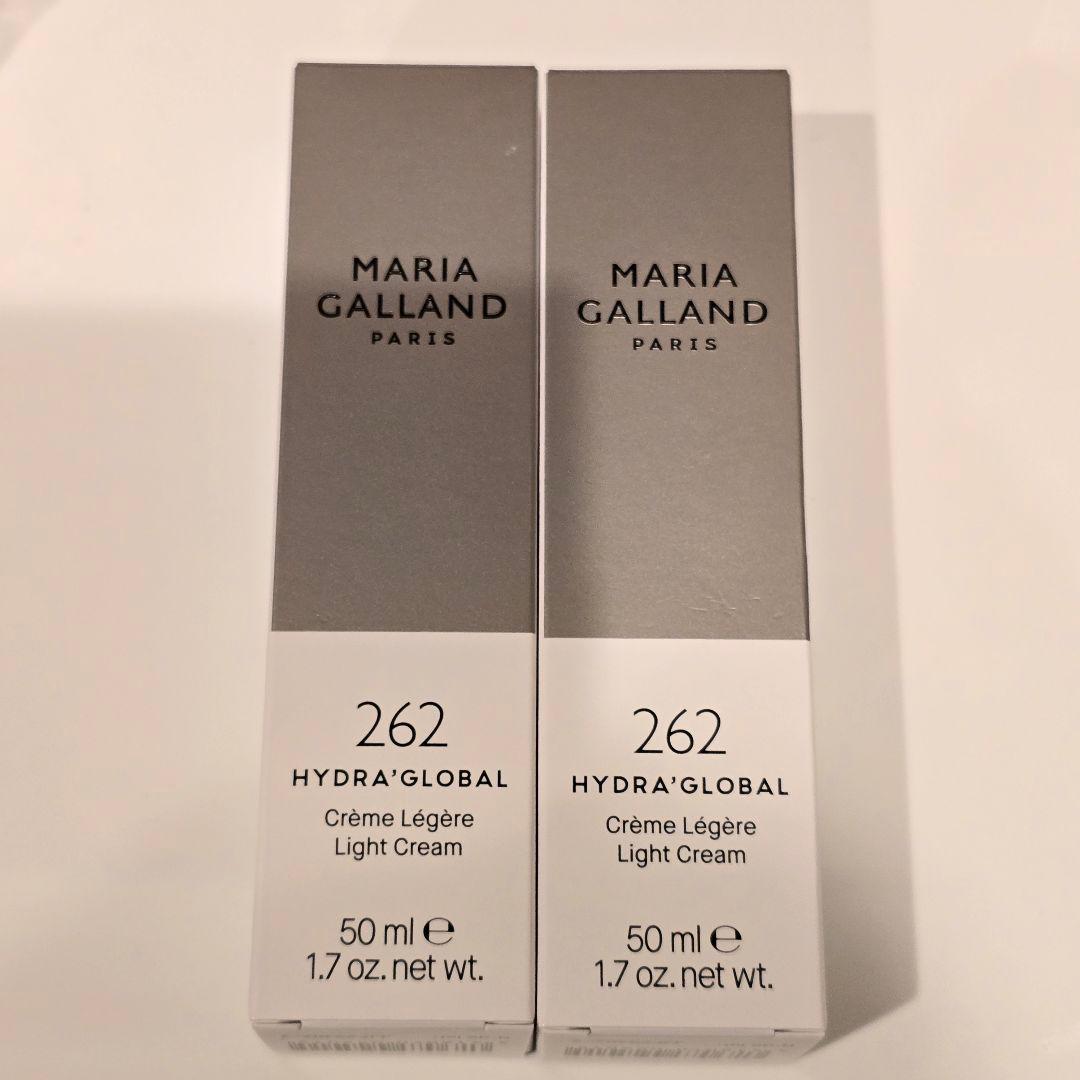 MARIA
GALLAND
PARIS
262
HYDRA'GLOBAL
Crème Légère
Light Cream
50 ml ℮
1.7 oz. net wt.
MARIA
GALLAND
PARIS
262
HYDRA'GLOBAL
Crème Légère
Light Cream
50 ml ℮
1.7 oz. net wt.